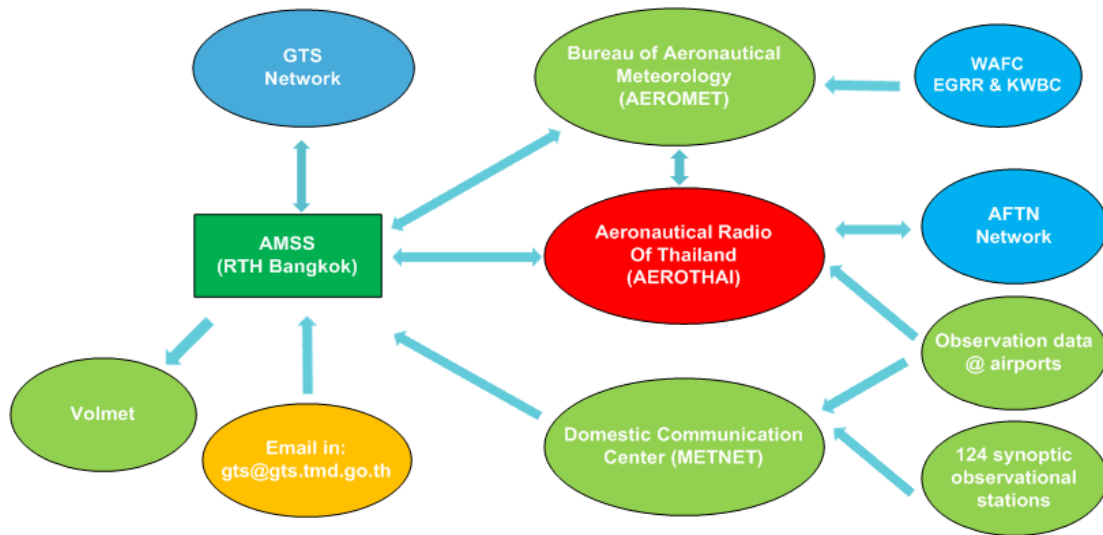 GTS
Network
Bureau of Aeronautical
Meteorology
(AEROMET)
WAFC
EGRR & KWBC
AMSS
(RTH Bangkok)
Aeronautical Radio
Of Thailand
(AEROTHAI)
AFTN
Network
Observation data
@ airports
Volmet
Email in:
gts@gts.tmd.go.th
Domestic Communication
Center (METNET)
124 synoptic
observational
stations